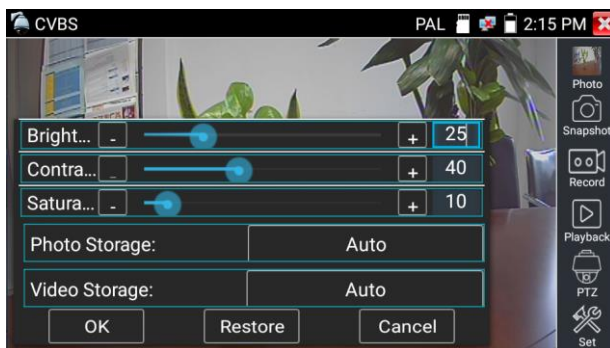 CVBS PAL 2:15 PM
Photo
Snapshot
Record
Playback
PTZ
Set
Bright... - + 25
Contra... - + 40
Satura... - + 10
Photo Storage: Auto
Video Storage: Auto
OK Restore Cancel